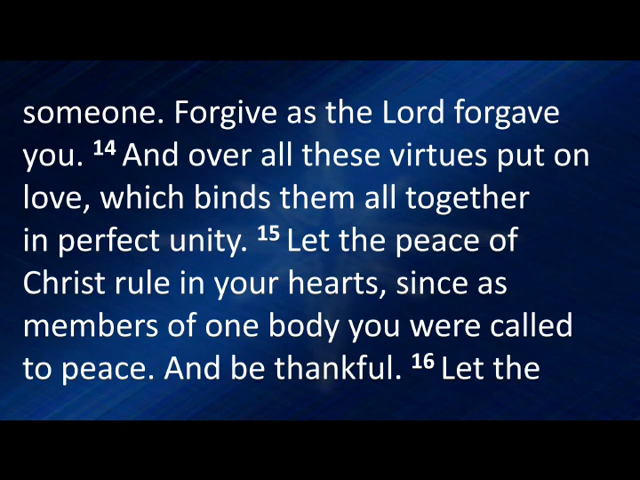 someone. Forgive as the Lord forgave
you. 14 And over all these virtues put on
love, which binds them all together
in perfect unity. 15 Let the peace of
Christ rule in your hearts, since as
members of one body you were called
to peace. And be thankful. 16 Let the